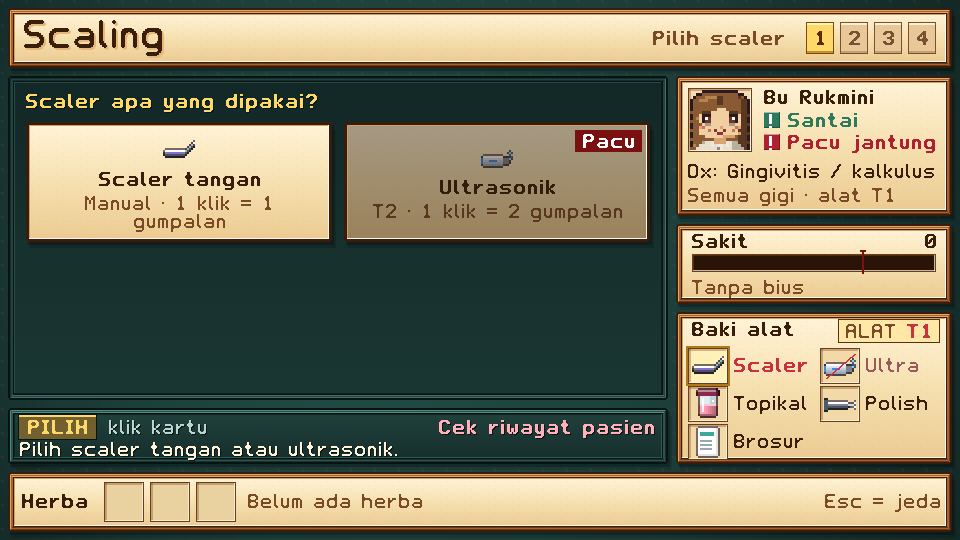 Scaling
Pilih scaler 1 2 3 4
Scaler apa yang dipakai?
Scaler tangan
Manual · 1 klik = 1
gumpalan
Pacu
Ultrasonik
T2 · 1 klik = 2 gumpalan
PILIH klik kartu Cek riwayat pasien
Pilih scaler tangan atau ultrasonik.
Bu Rukmini
Santai
Pacu jantung
Dx: Gingivitis / kalkulus
Semua gigi · alat T1
Sakit 0
Tanpa bius
Baki alat ALAT T1
Scaler Ultra
Topikal Polish
Brosur
Herba Belum ada herba Esc = jeda